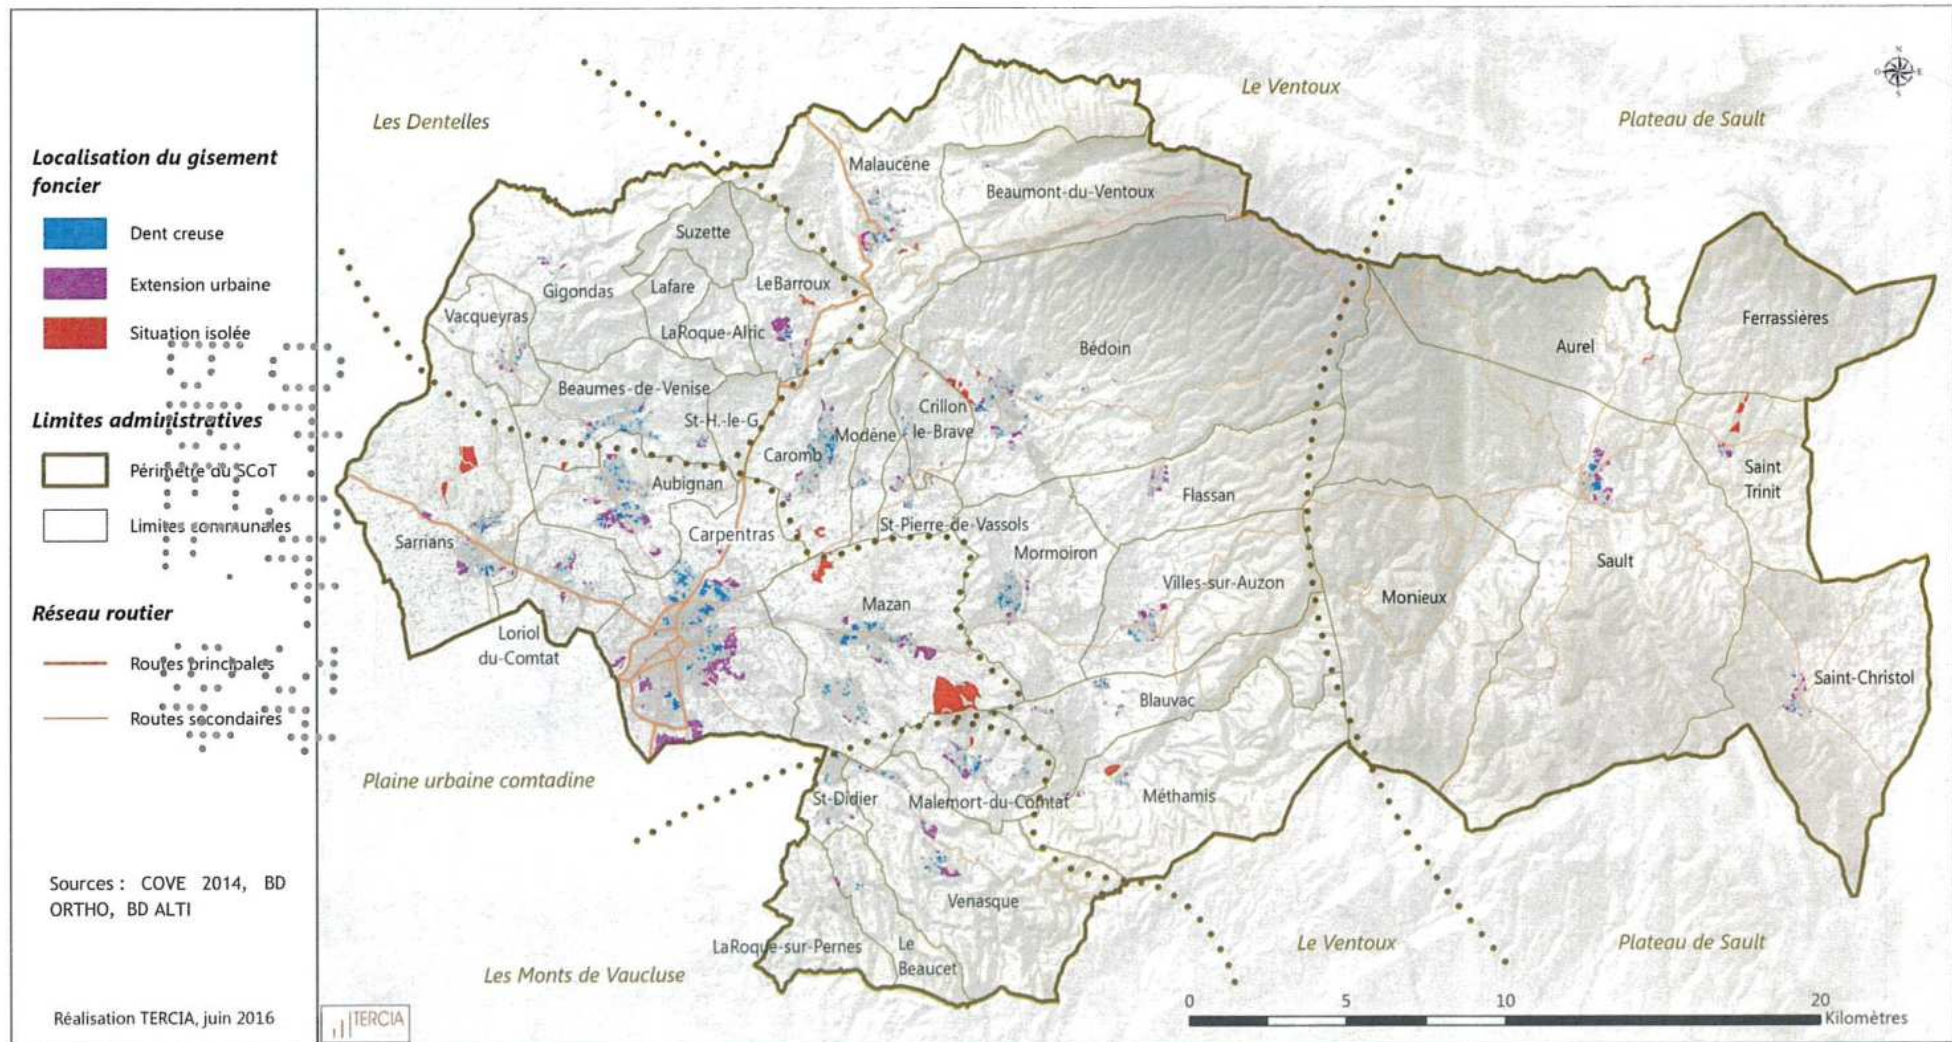 Localisation du gisement
foncier
Dent creuse
Extension urbaine
Situation isolée
Limites administratives
Périmètre du SCoT
Limites communales
Réseau routier
Routes principales
Routes secondaires
Sources : COVE 2014, BD
ORTHO, BD ALTI
Réalisation TERCIA, juin 2016
Les Dentelles
Le Ventoux
Plateau de Sault
N
O
E
S
Malaucène
Beaumont-du-Ventoux
Suzette
Gigondas
Lafare
LeBarroux
Vacqueyras
LaRoque-Alric
Bédoin
Aurel
Ferrassières
Beaumes-de-Venise
St-H.-le-G.
Crillon
le-Brave
Modène
Caromb
Aubignan
Flassan
Saint
Trinit
Carpentras
St-Pierre-de-Vassols
Sarrians
Mormoiron
Villes-sur-Auzon
Sault
Monieux
Mazan
Loriol
du-Comtat
Blauvac
Saint-Christol
Plaine urbaine comtadine
St-Didier
Malemort-du-Comtat
Méthamis
Venasque
LaRoque-sur-Pernes
Le
Beaucet
Les Monts de Vaucluse
Le Ventoux
Plateau de Sault
TERCIA
0
5
10
20
Kilomètres